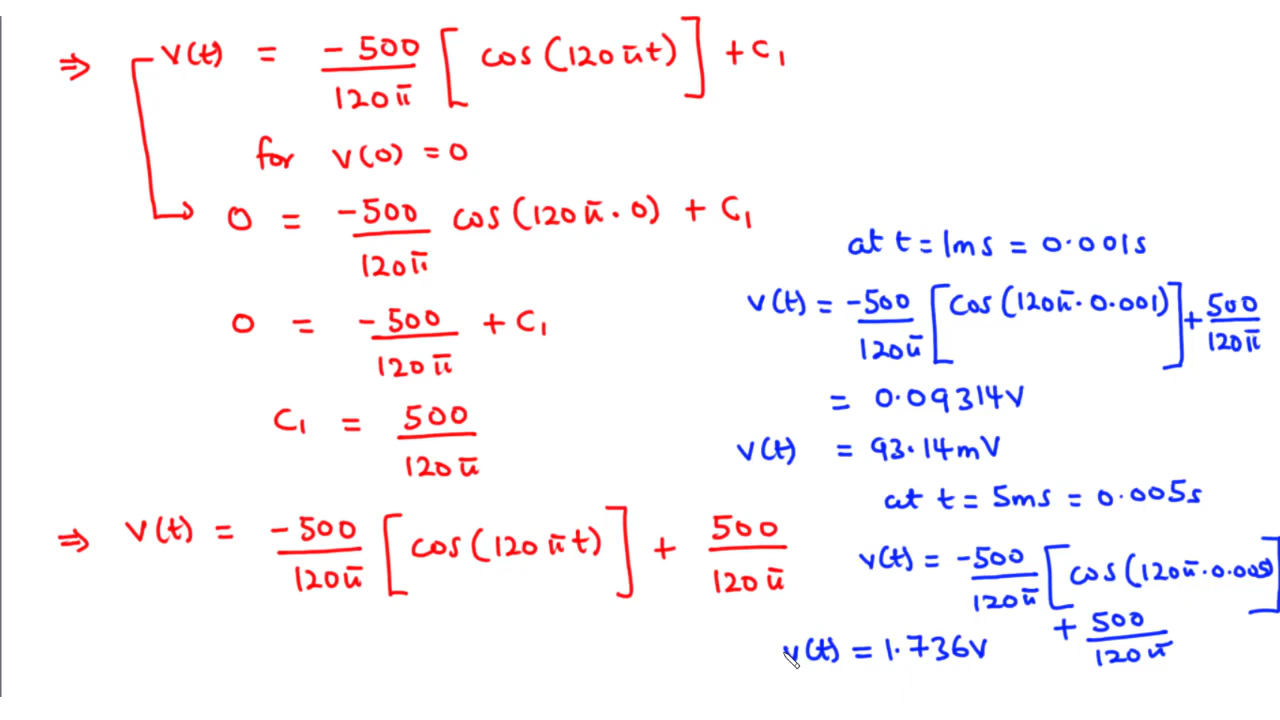 ⇒ v(t) = -500/120π [cos(120πt)] + C₁
for v(0) = 0
0 = -500/120π cos(120π·0) + C₁
0 = -500/120π + C₁
C₁ = 500/120π
⇒ v(t) = -500/120π [cos(120πt)] + 500/120π
at t = 1ms = 0.001s
v(t) = -500/120π [cos(120π·0.001)] + 500/120π
= 0.09314V
v(t) = 93.14mV
at t = 5ms = 0.005s
v(t) = -500/120π [cos(120π·0.005)]
+ 500/120π
v(t) = 1.736V